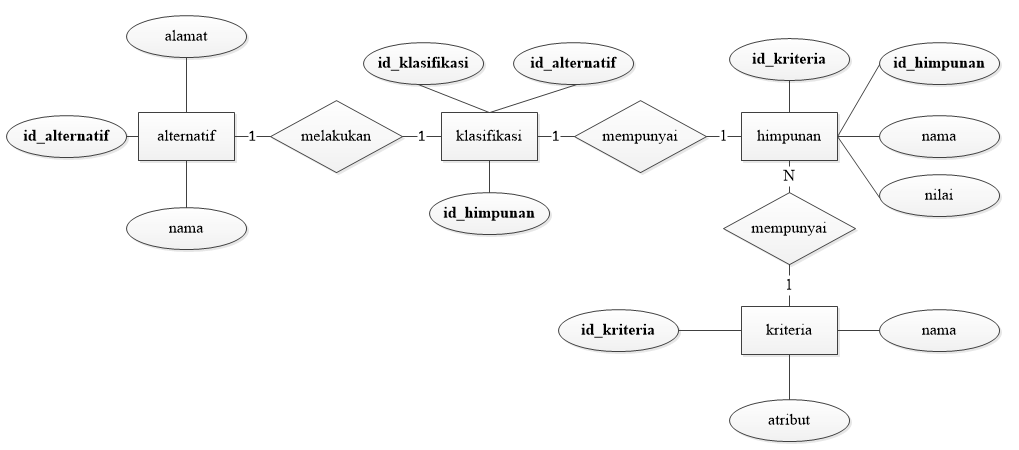 alamat
id_klasifikasi
id_alternatif
id_kriteria
id_himpunan
id_alternatif
alternatif
1
melakukan
1
klasifikasi
1
mempunyai
1
himpunan
nama
N
nilai
nama
id_himpunan
mempunyai
1
id_kriteria
kriteria
nama
atribut